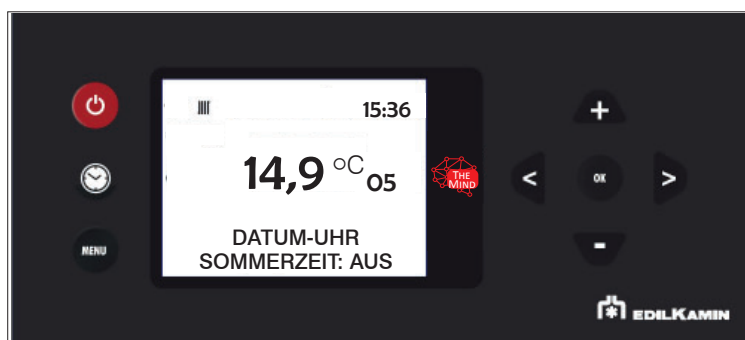 15:36
14,9 °C 05
THE
MIND
OK
MENU
DATUM-UHR
SOMMERZEIT: AUS
EDILKAMIN